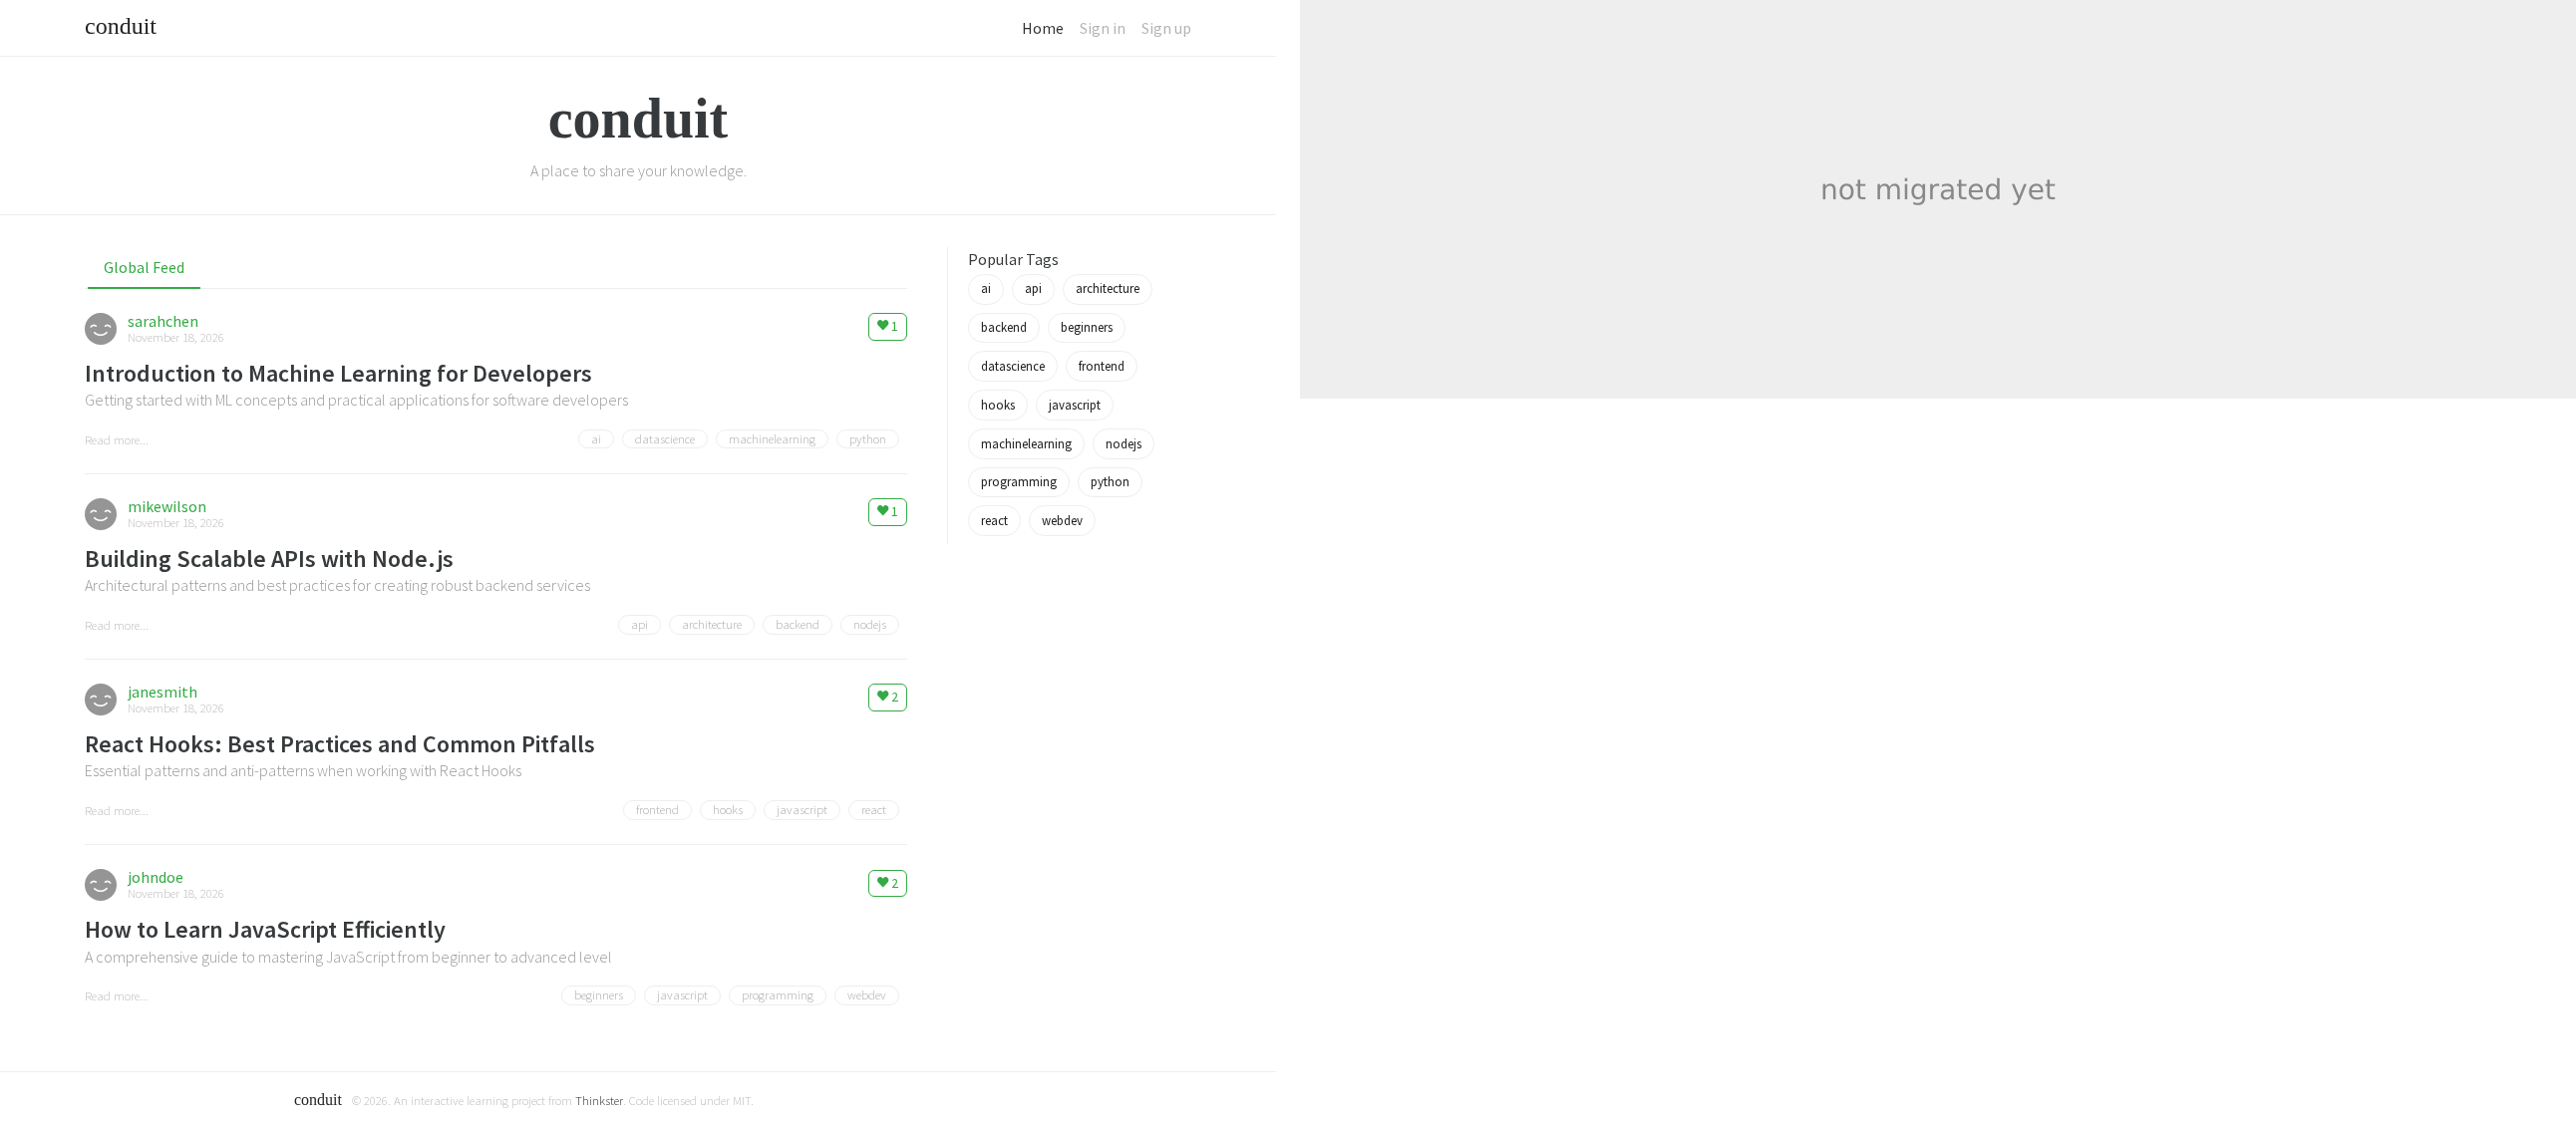 conduit
Home Sign in Sign up
conduit
A place to share your knowledge.
Global Feed
sarahchen
November 18, 2026
1
Introduction to Machine Learning for Developers
Getting started with ML concepts and practical applications for software developers
Read more...
ai datascience machinelearning python
mikewilson
November 18, 2026
1
Building Scalable APIs with Node.js
Architectural patterns and best practices for creating robust backend services
Read more...
api architecture backend nodejs
janesmith
November 18, 2026
2
React Hooks: Best Practices and Common Pitfalls
Essential patterns and anti-patterns when working with React Hooks
Read more...
frontend hooks javascript react
johndoe
November 18, 2026
2
How to Learn JavaScript Efficiently
A comprehensive guide to mastering JavaScript from beginner to advanced level
Read more...
beginners javascript programming webdev
Popular Tags
ai api architecture
backend beginners
datascience frontend
hooks javascript
machinelearning nodejs
programming python
react webdev
conduit © 2026. An interactive learning project from Thinkster. Code licensed under MIT.
not migrated yet